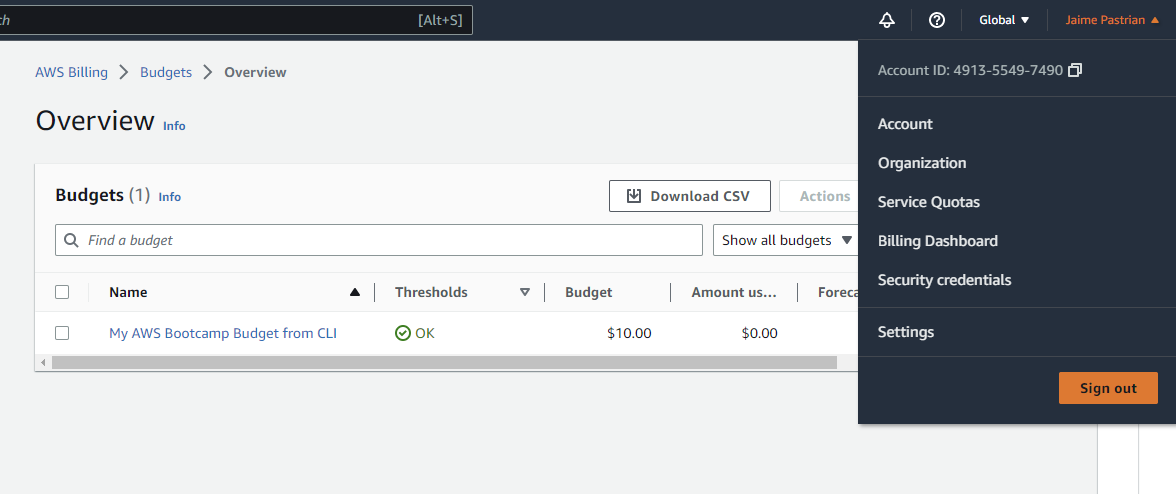 [Alt+S]
Global
Jaime Pastrian
AWS Billing
Budgets
Overview
Account ID: 4913-5549-7490
Overview Info
Account
Organization
Service Quotas
Billing Dashboard
Security credentials
Settings
Sign out
Budgets (1) Info
Download CSV
Actions
Find a budget
Show all budgets
Name
Thresholds
Budget
Amount us...
My AWS Bootcamp Budget from CLI
OK
$10.00
$0.00